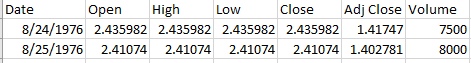 Date Open High Low Close Adj Close Volume
8/24/1976 2.435982 2.435982 2.435982 2.435982 1.41747 7500
8/25/1976 2.41074 2.41074 2.41074 2.41074 1.402781 8000